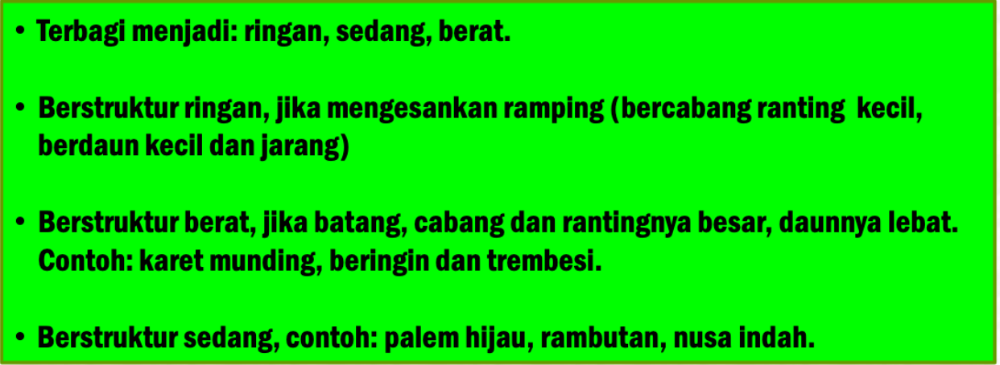 • Terbagi menjadi: ringan, sedang, berat.
• Berstruktur ringan, jika mengesankan ramping (bercabang ranting kecil,
berdaun kecil dan jarang)
• Berstruktur berat, jika batang, cabang dan rantingnya besar, daunnya lebat.
Contoh: karet munding, beringin dan trembesi.
• Berstruktur sedang, contoh: palem hijau, rambutan, nusa indah.